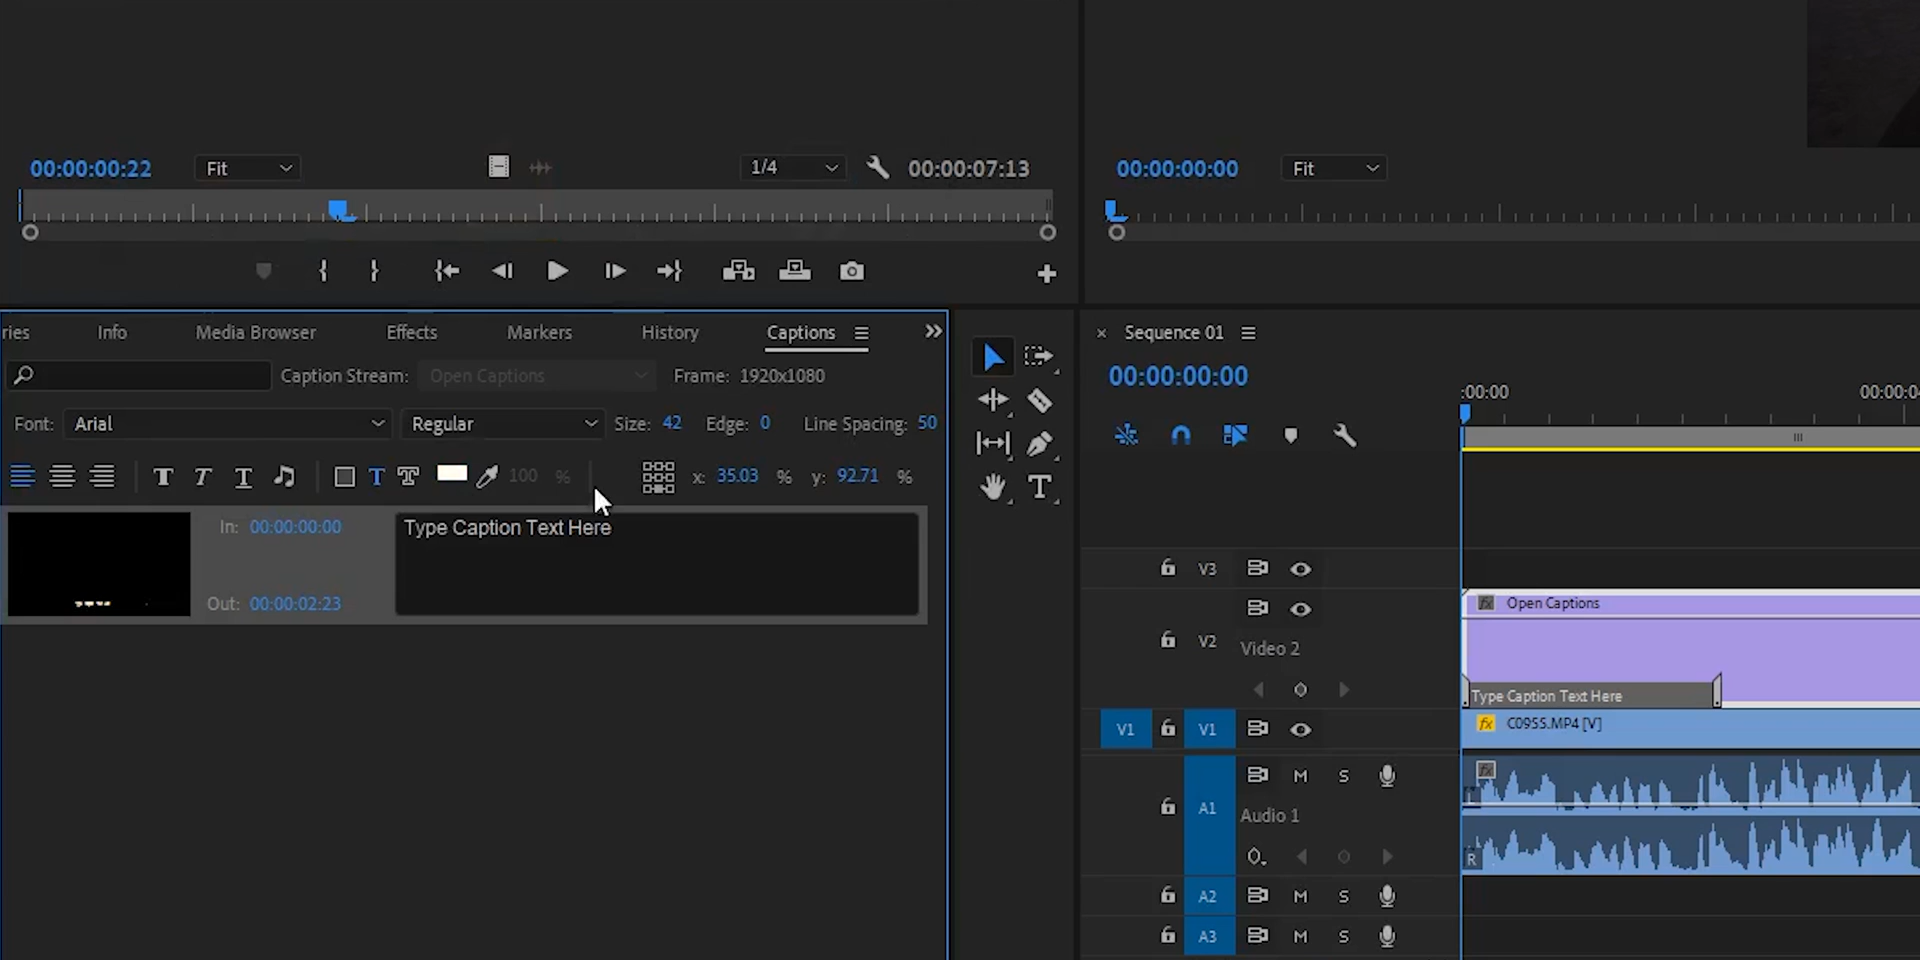 00:00:00:22 Fit 1/4 00:00:07:13
00:00:00:00 Fit
ries Info Media Browser Effects Markers History Captions
Caption Stream: Open Captions Frame: 1920x1080
Font: Arial Regular Size: 42 Edge: 0 Line Spacing: 50
T T T T T 100 % x: 35.03 % y: 92.71 %
In: 00:00:00:00
Type Caption Text Here
Out: 00:00:02:23
T
Sequence 01
00:00:00:00
:00:00 00:00:0
V3
Open Captions
V2 Video 2
Type Caption Text Here
V1 V1 fx C0955.MP4 [V]
M S
A1 Audio 1
L
R
A2 M S
A3 M S